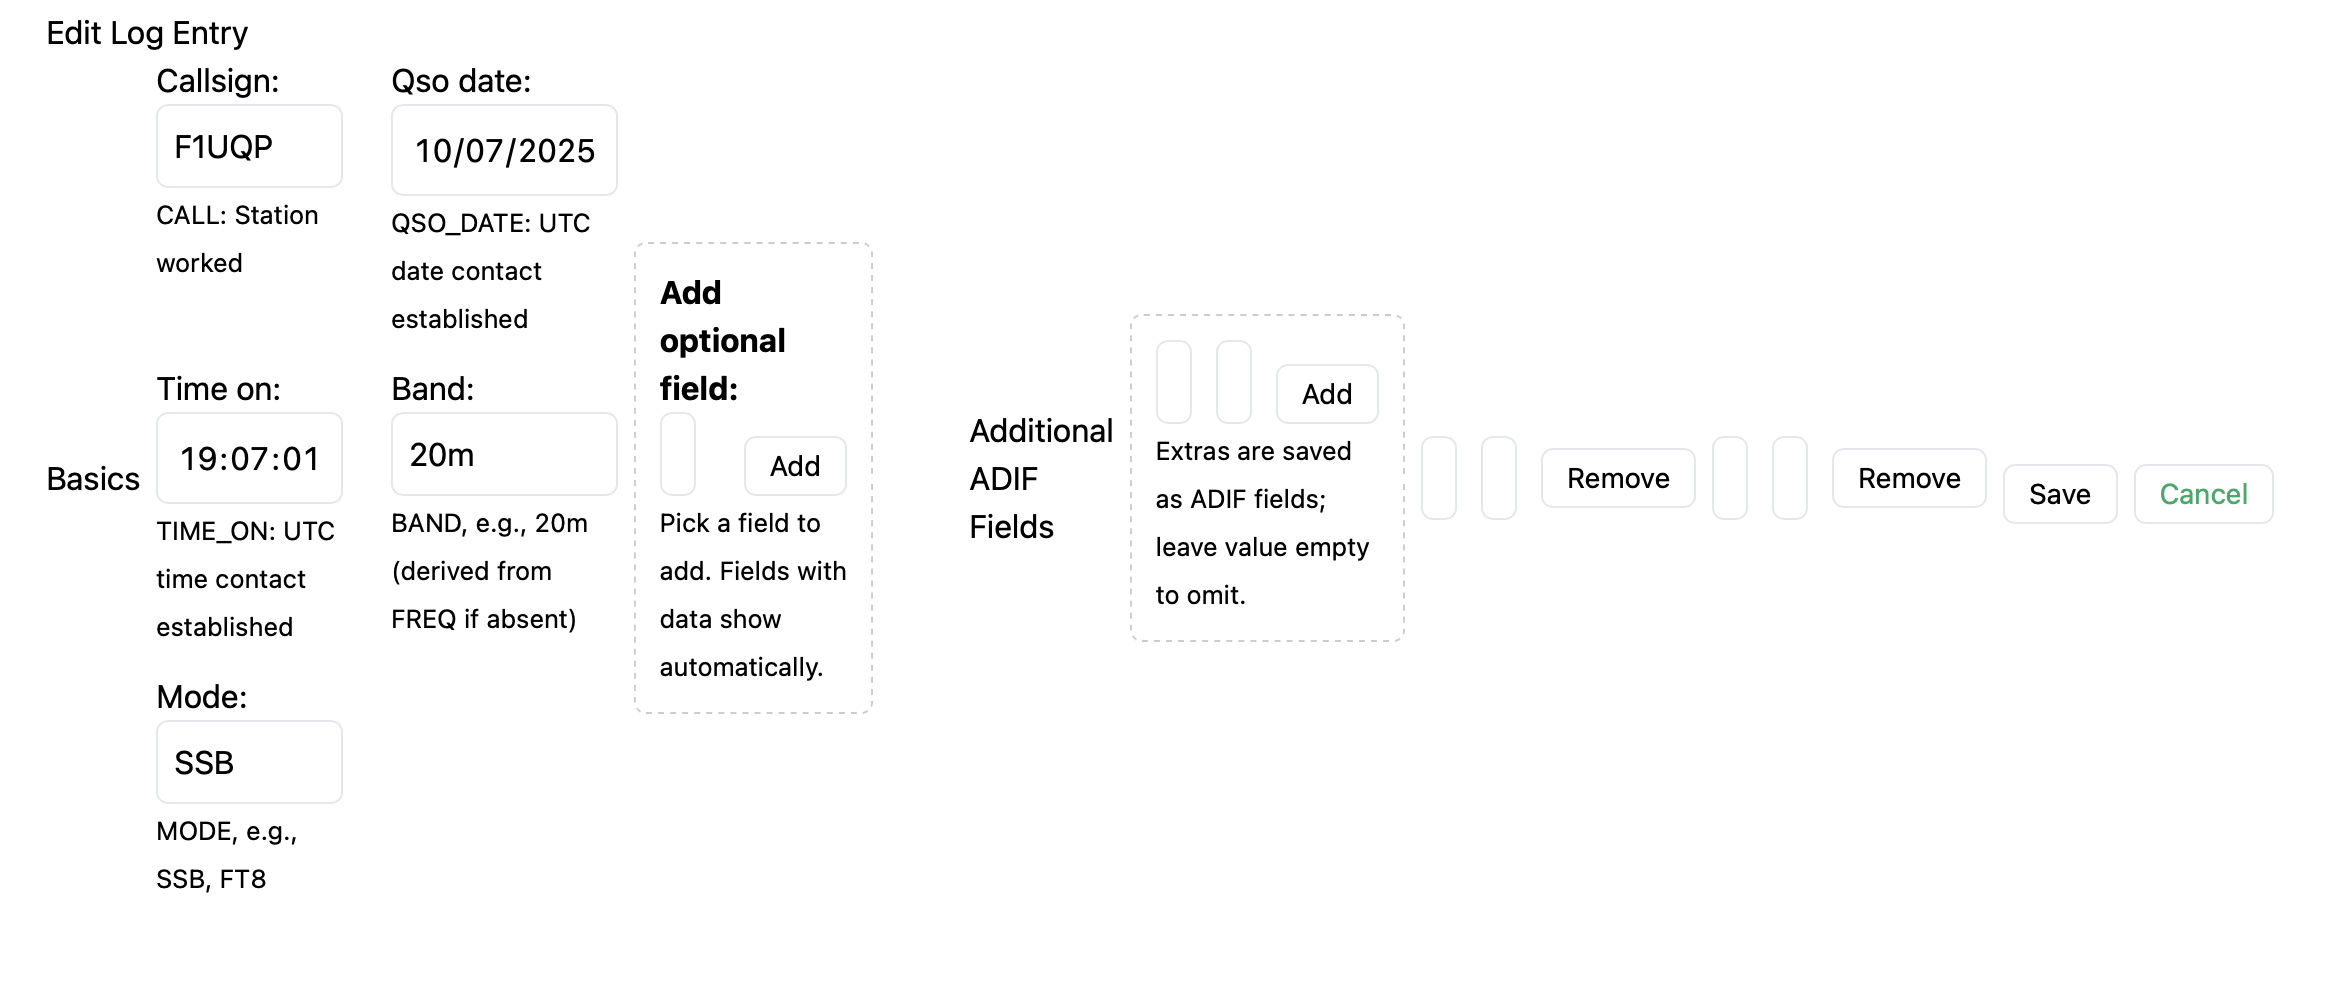 Edit Log Entry
Basics
Callsign:
F1UQP
CALL: Station
worked
Qso date:
10/07/2025
QSO_DATE: UTC
date contact
established
Time on:
19:07:01
TIME_ON: UTC
time contact
established
Band:
20m
BAND, e.g., 20m
(derived from
FREQ if absent)
Mode:
SSB
MODE, e.g.,
SSB, FT8
Add
optional
field:
Add
Pick a field to
add. Fields with
data show
automatically.
Additional
ADIF
Fields
Add
Extras are saved
as ADIF fields;
leave value empty
to omit.
Remove
Remove
Save
Cancel